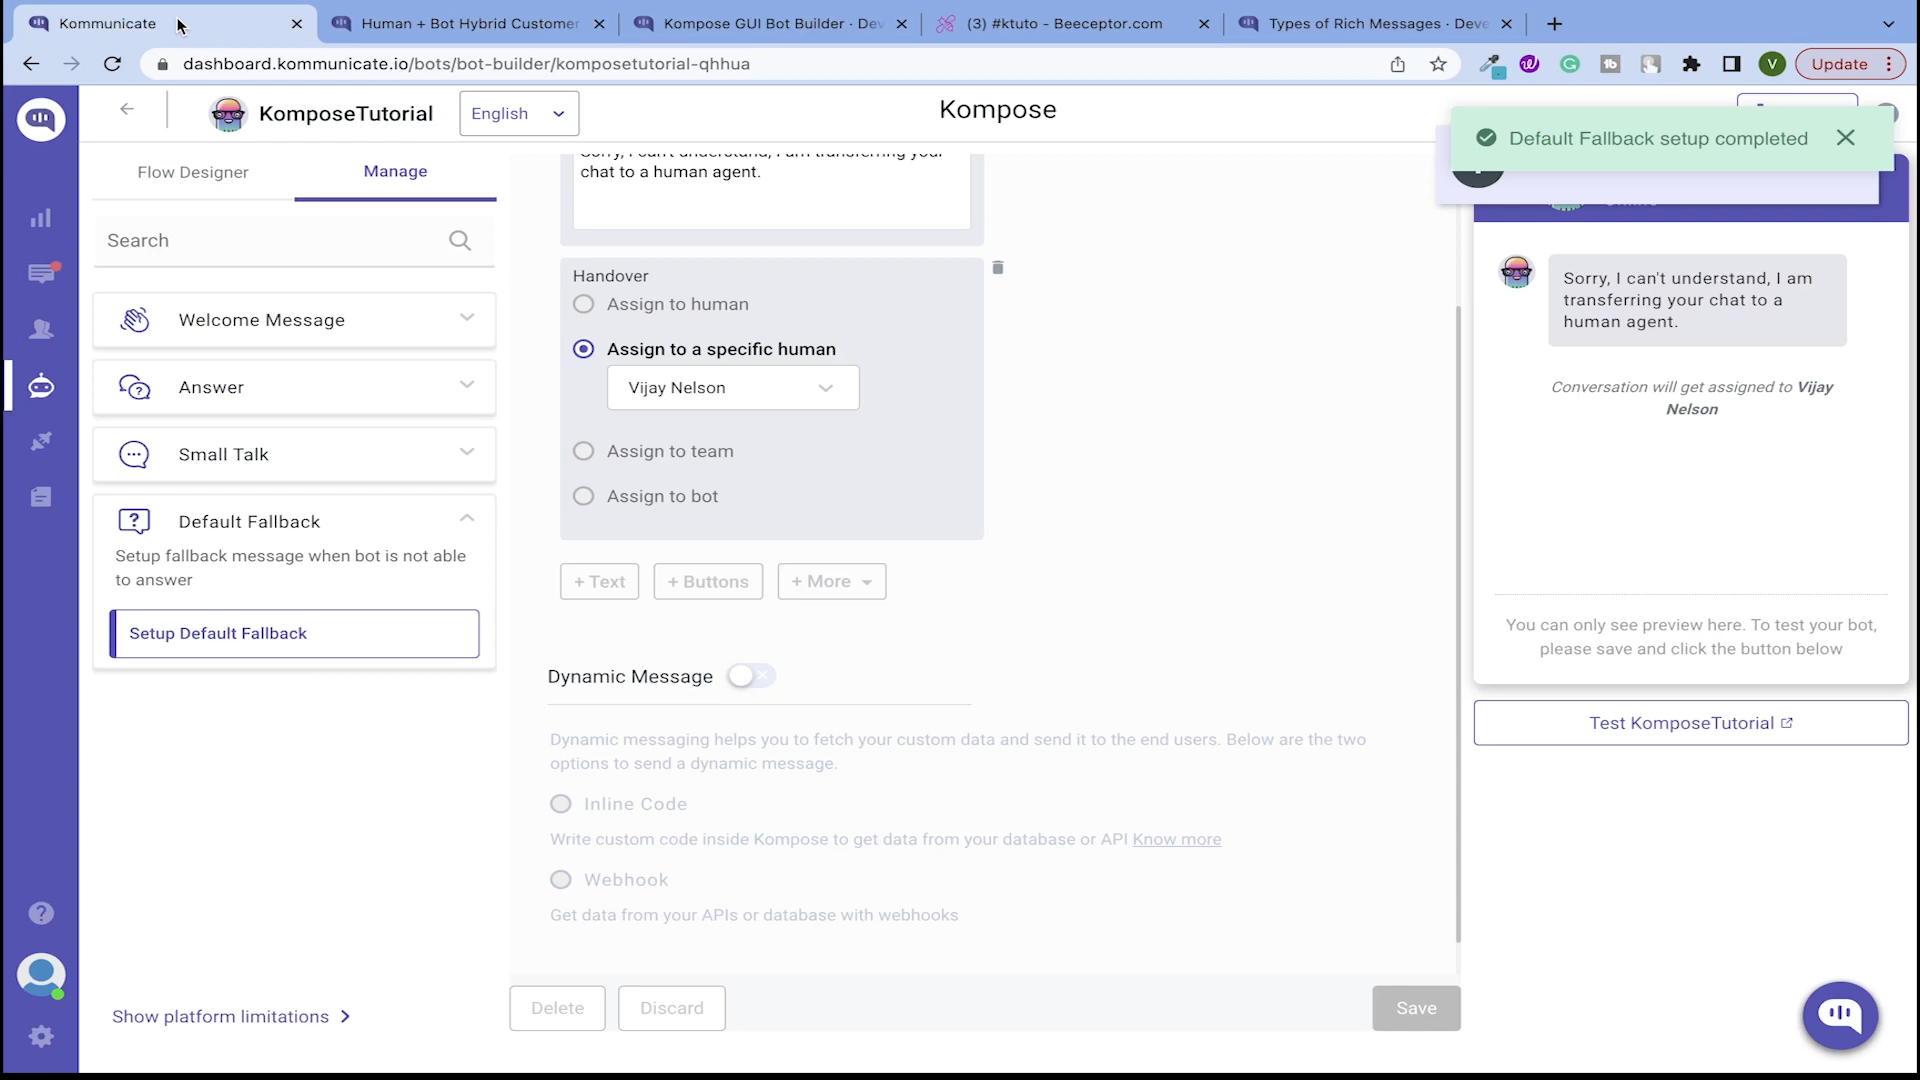 Kommunicate
Human + Bot Hybrid Customer
Kompose GUI Bot Builder · Dev
(3) #ktuto - Beeceptor.com
Types of Rich Messages · Deve
dashboard.kommunicate.io/bots/bot-builder/komposetutorial-qhhua
V
Update
KomposeTutorial
English
Kompose
Default Fallback setup completed
Flow Designer
Manage
Search
Welcome Message
Answer
Small Talk
Default Fallback
Setup fallback message when bot is not able
to answer
Setup Default Fallback
Show platform limitations
Sorry, I can't understand, I am transferring your
chat to a human agent.
Handover
Assign to human
Assign to a specific human
Vijay Nelson
Assign to team
Assign to bot
+ Text
+ Buttons
+ More
Dynamic Message
Dynamic messaging helps you to fetch your custom data and send it to the end users. Below are the two
options to send a dynamic message.
Inline Code
Write custom code inside Kompose to get data from your database or API Know more
Webhook
Get data from your APIs or database with webhooks
Delete
Discard
Save
Sorry, I can't understand, I am
transferring your chat to a
human agent.
Conversation will get assigned to Vijay
Nelson
You can only see preview here. To test your bot,
please save and click the button below
Test KomposeTutorial